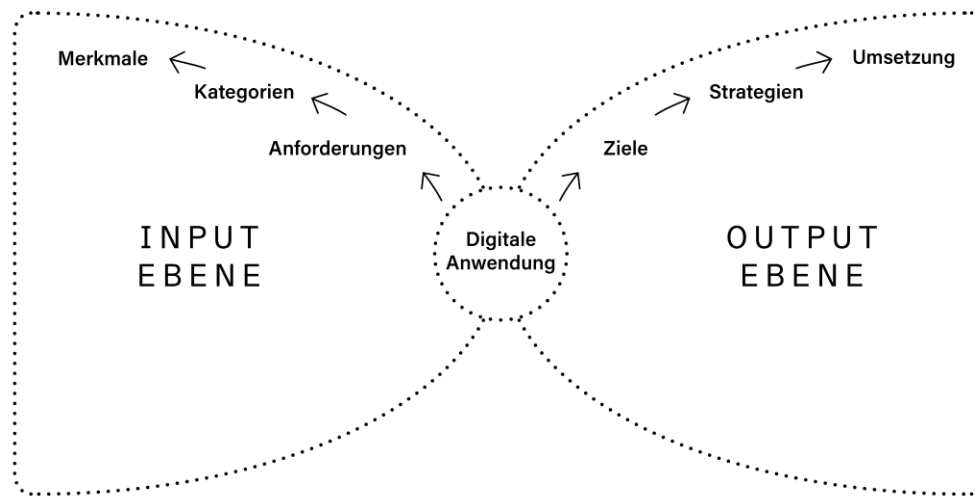 Merkmale
Kategorien
Anforderungen
INPUT
EBENE
Digitale
Anwendung
Umsetzung
Strategien
Ziele
OUTPUT
EBENE